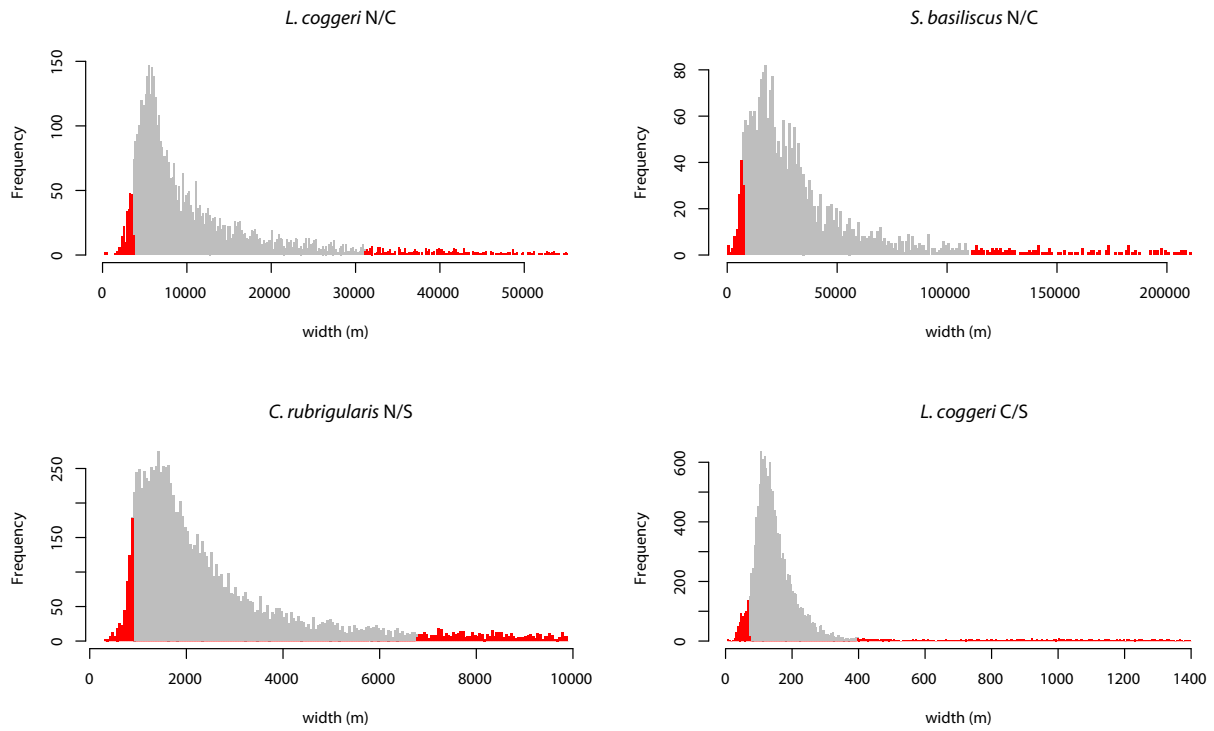 L. coggeri N/C
Frequency
0 50 100 150
0 10000 20000 30000 40000 50000
width (m)
S. basiliscus N/C
Frequency
0 20 40 60 80
0 50000 100000 150000 200000
width (m)
C. rubrigularis N/S
Frequency
0 50 150 250
0 2000 4000 6000 8000 10000
width (m)
L. coggeri C/S
Frequency
0 200 400 600
0 200 400 600 800 1000 1200 1400
width (m)